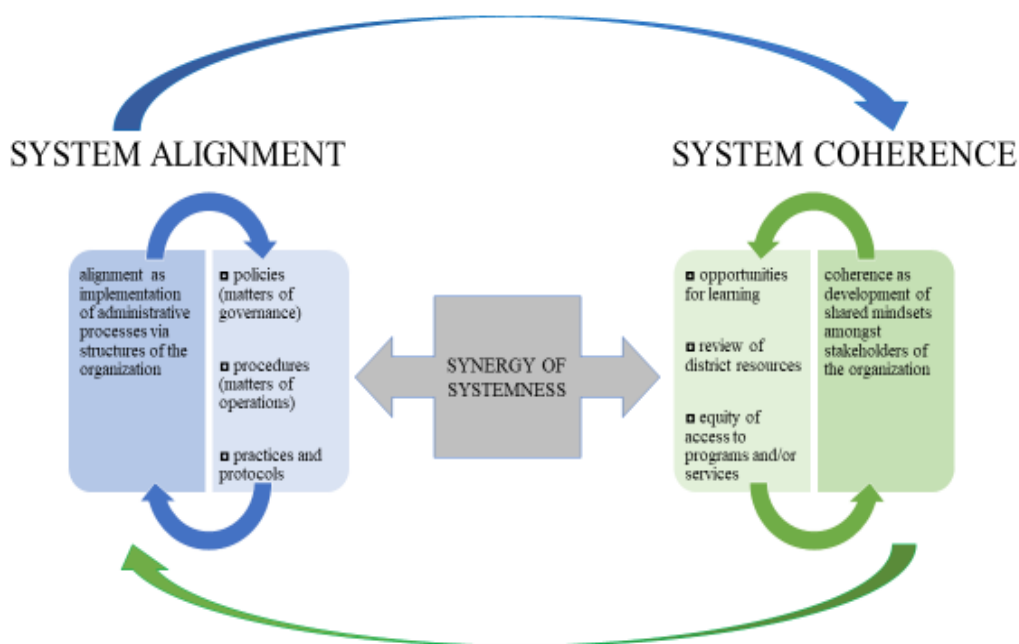 SYSTEM ALIGNMENT
SYSTEM COHERENCE
alignment as
implementation
of administrative
processes via
structures of the
organization
◘ policies
(matters of
governance)
◘ procedures
(matters of
operations)
◘ practices and
protocols
SYNERGY OF
SYSTEMNESS
◘ opportunities
for learning
◘ review of
district resources
◘ equity of
access to
programs and/or
services
coherence as
development of
shared mindsets
amongst
stakeholders of
the organization